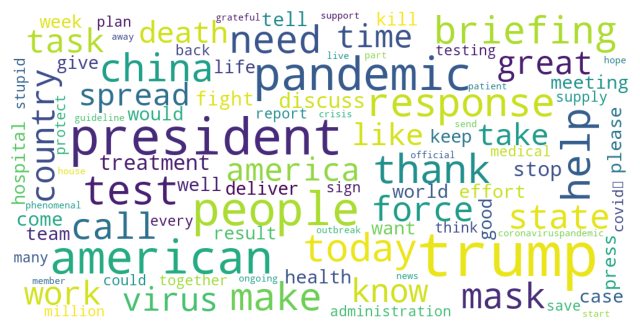 week plan grateful support tell kill back away live part hope
task death need time briefing
stupid give china life testing great patient
country protect spread would fight report crisis discuss response send meeting supply
guideline
hospital president like keep take help please
treatment america official medical
test well deliver sign world stop effort
house phenomenal
come call people force think good state covid
team every result outbreak want coronaviruspandemic
many american today thank know press
could together health news case
member million ongoing administration mask save
work virus make trump start
pandemic